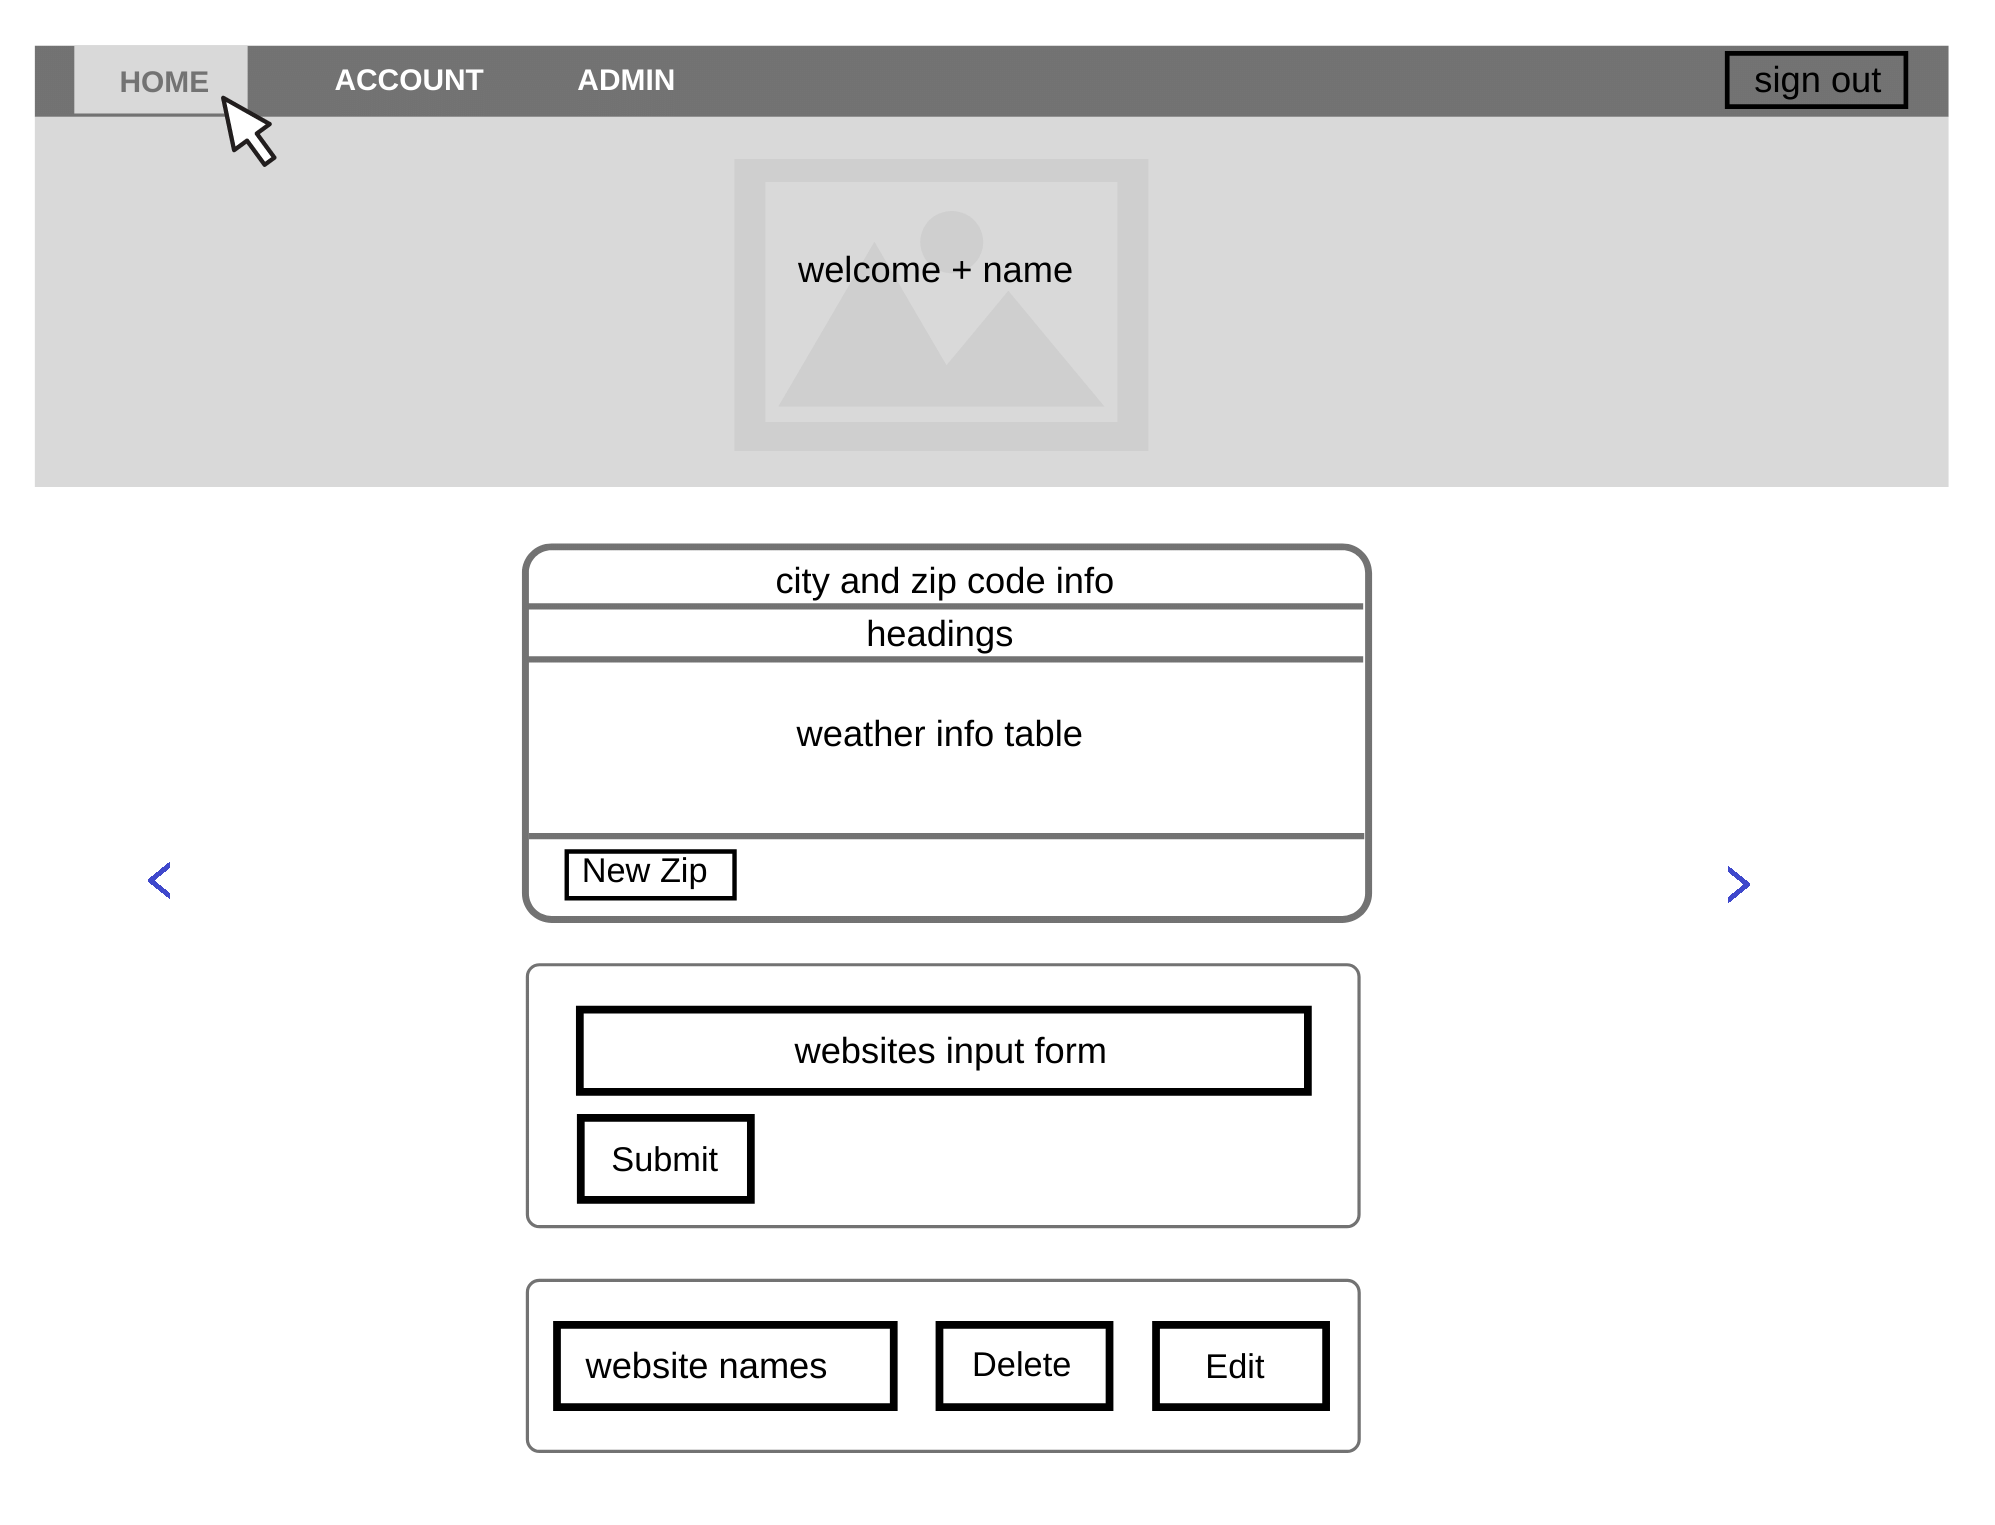 HOME ACCOUNT ADMIN sign out
welcome + name
city and zip code info
headings
weather info table
New Zip
< >
websites input form
Submit
website names Delete Edit